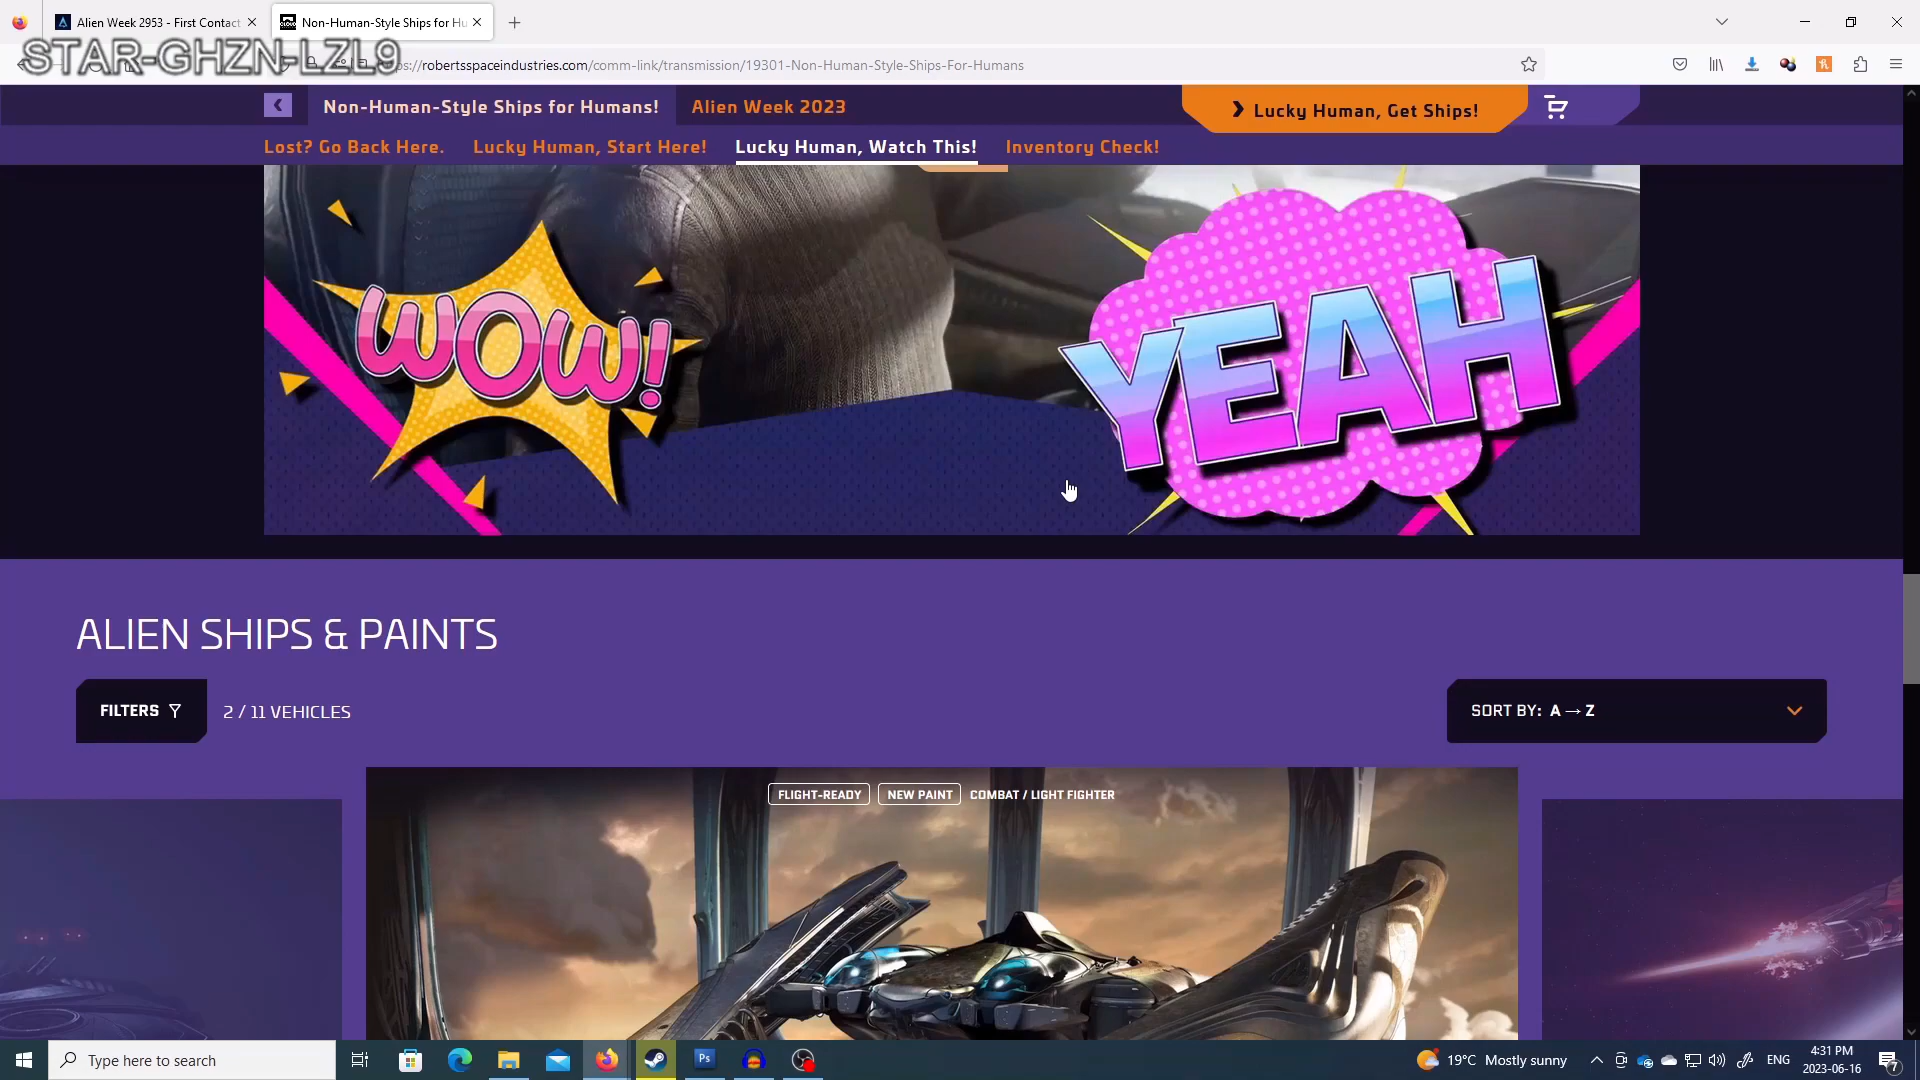 Alien Week 2953 - First Contact
Non-Human-Style Ships for Hu
STAR-GHZN-LZL9
https://robertsspaceindustries.com/comm-link/transmission/19301-Non-Human-Style-Ships-For-Humans
Non-Human-Style Ships for Humans!
Alien Week 2023
Lucky Human, Get Ships!
Lost? Go Back Here.
Lucky Human, Start Here!
Lucky Human, Watch This!
Inventory Check!
WOW!
YEAH
ALIEN SHIPS & PAINTS
FILTERS
2 / 11 VEHICLES
SORT BY: A → Z
FLIGHT-READY
NEW PAINT
COMBAT / LIGHT FIGHTER
Type here to search
Ps
19°C Mostly sunny
ENG
4:31 PM
2023-06-16
7